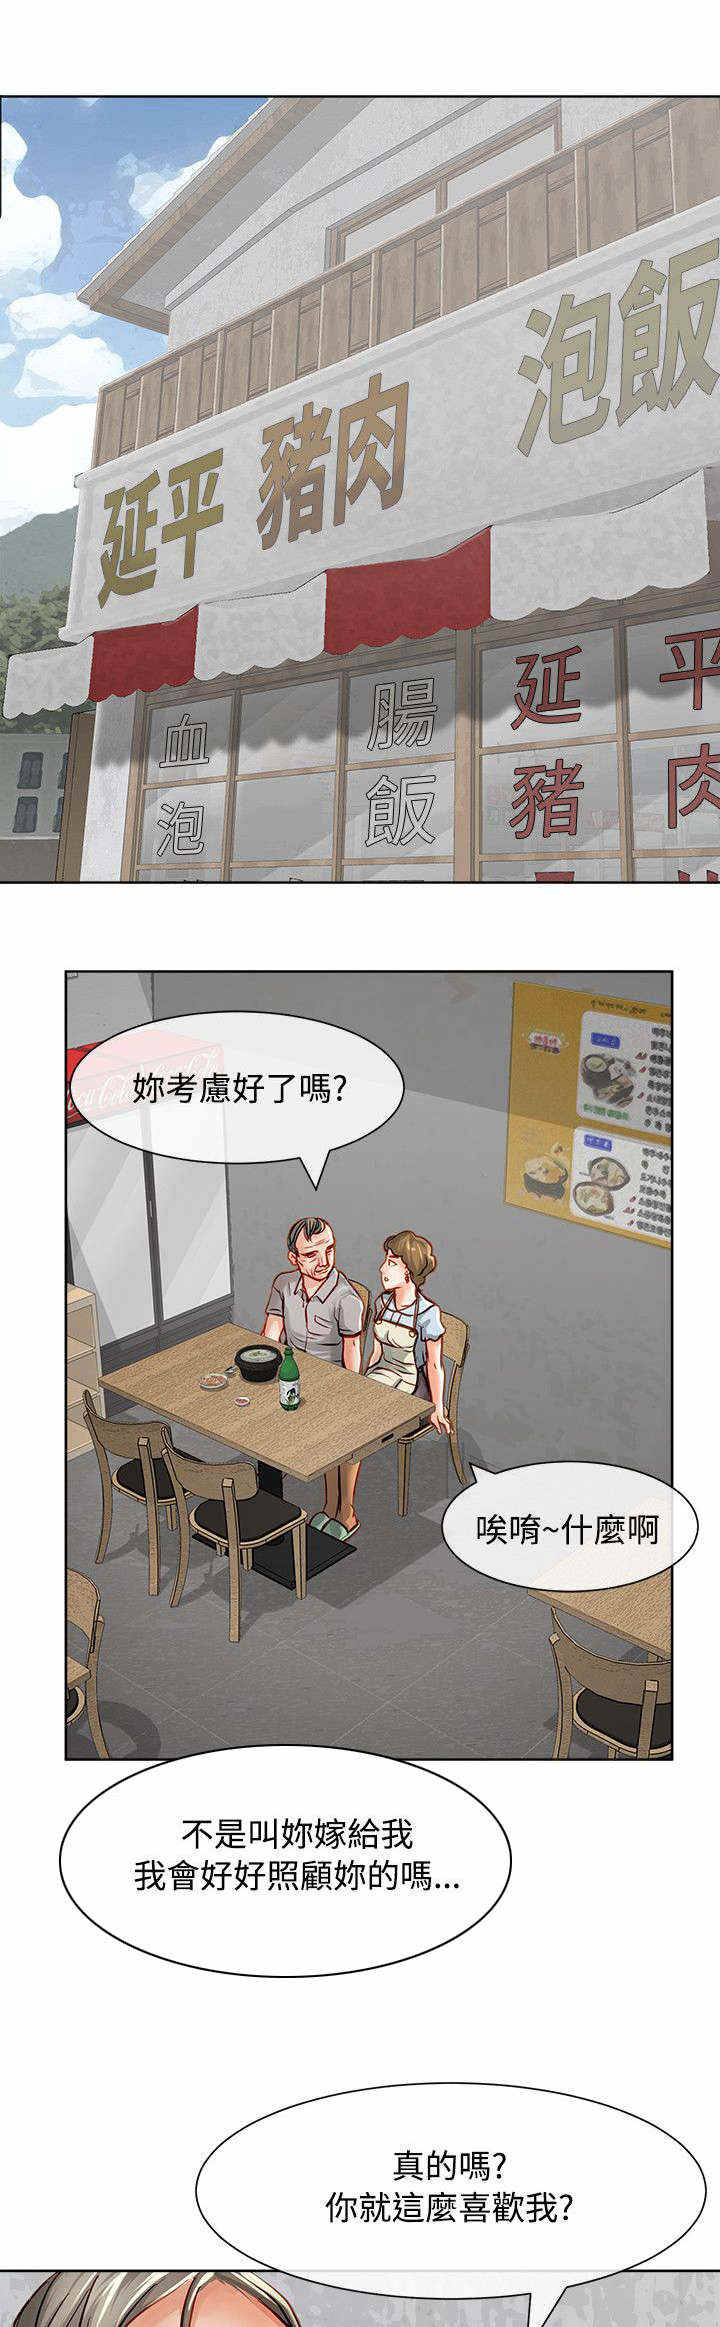 延平 豬肉 泡飯
血 腸 延 平
泡 飯 豬 肉
Coca-Cola
妳考慮好了嗎?
唉唷~什麼啊
不是叫妳嫁給我
我會好好照顧妳的嗎...
真的嗎?
你就這麼喜歡我?